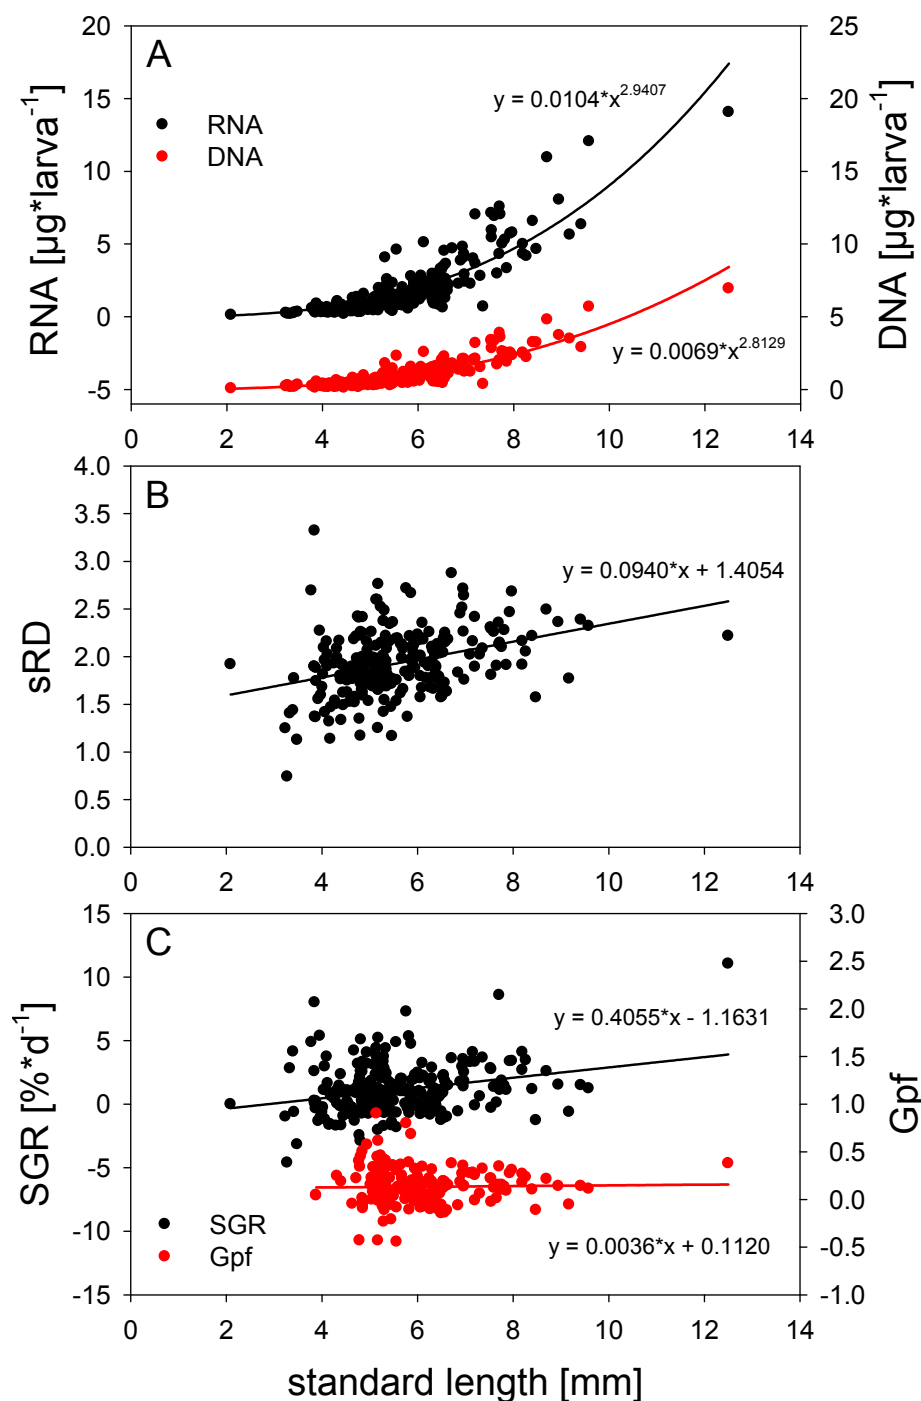 A
RNA [µg*larva⁻¹]
20
15
10
5
0
-5
DNA [µg*larva⁻¹]
25
20
15
10
5
0
RNA
DNA
y = 0.0104*x^2.9407
y = 0.0069*x^2.8129
0 2 4 6 8 10 12 14
B
sRD
4.0
3.5
3.0
2.5
2.0
1.5
1.0
0.5
0.0
y = 0.0940*x + 1.4054
0 2 4 6 8 10 12 14
C
SGR [%*d⁻¹]
15
10
5
0
-5
-10
-15
Gpf
3.0
2.5
2.0
1.5
1.0
0.5
0.0
-0.5
-1.0
y = 0.4055*x - 1.1631
SGR
Gpf
y = 0.0036*x + 0.1120
0 2 4 6 8 10 12 14
standard length [mm]